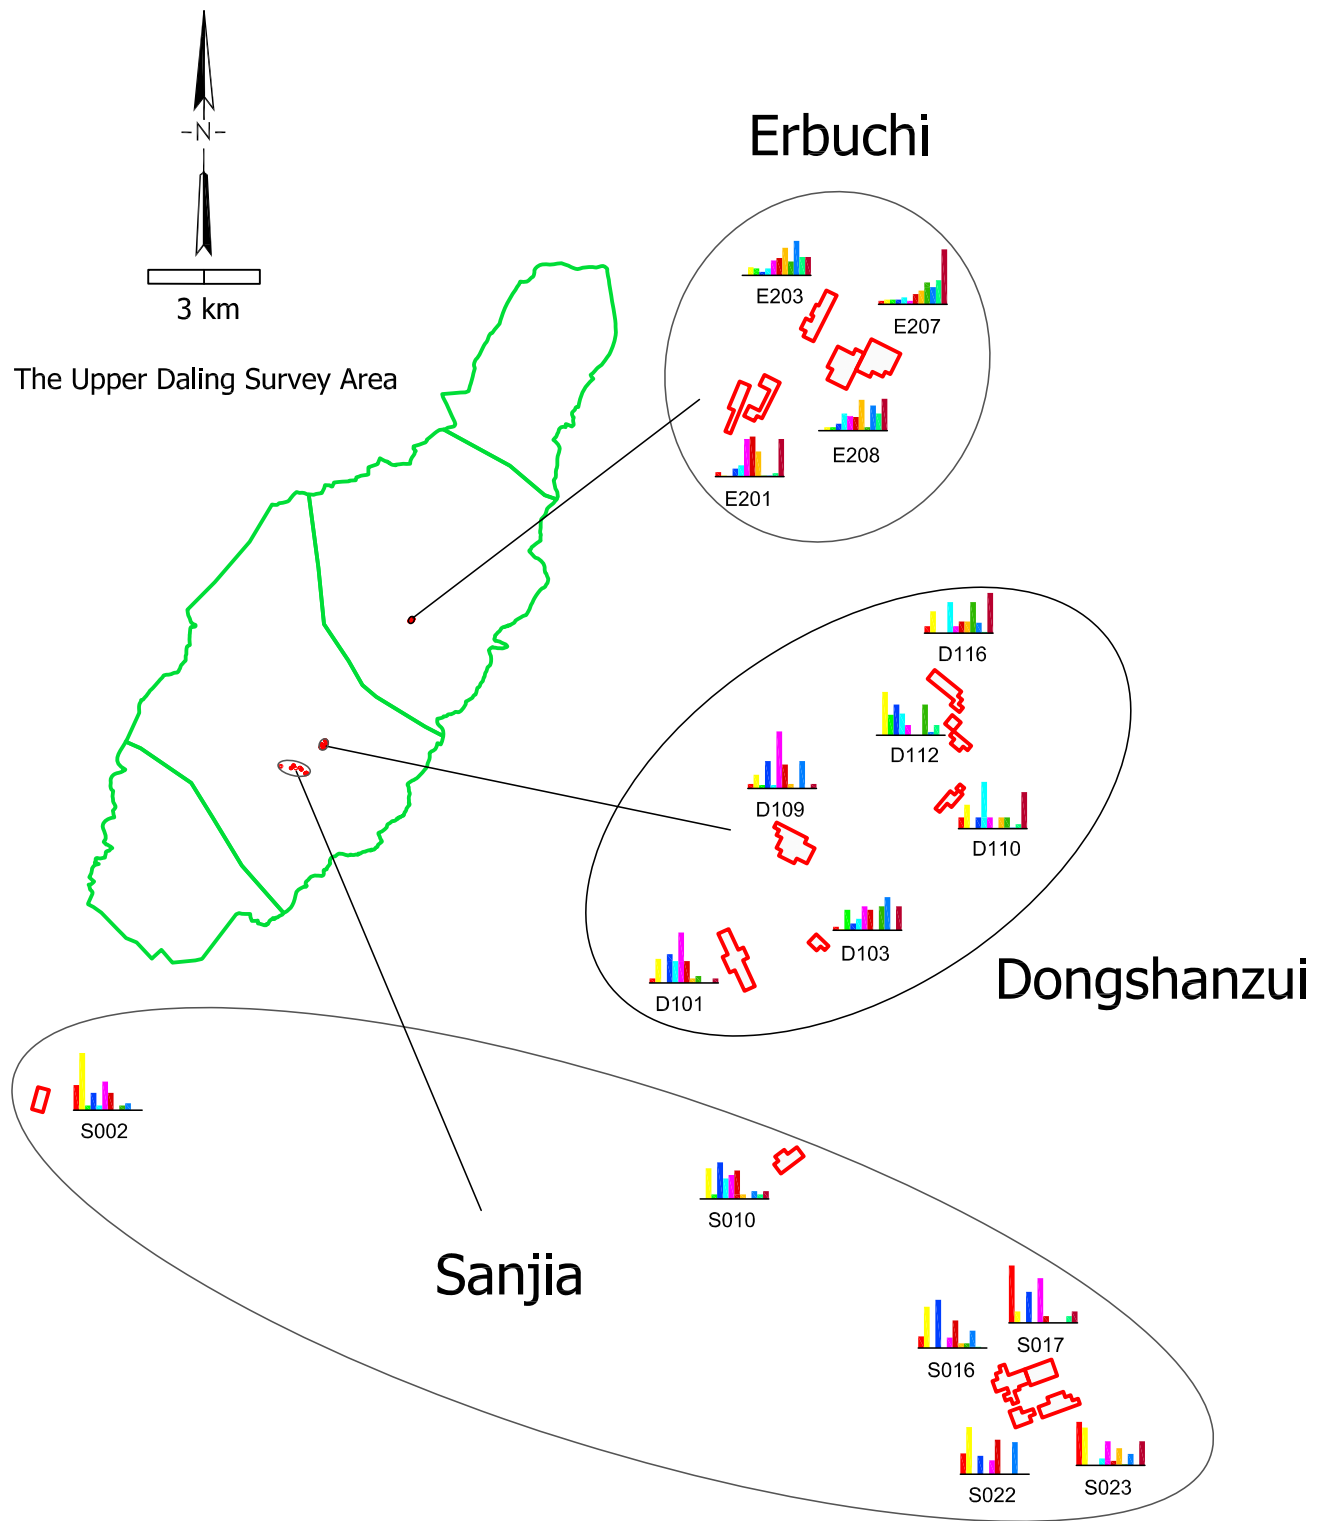 -N-
3 km
The Upper Daling Survey Area
Erbuchi
E203
E207
E208
E201
D116
D112
D109
D110
D103
D101
Dongshanzui
S002
S010
Sanjia
S017
S016
S022
S023